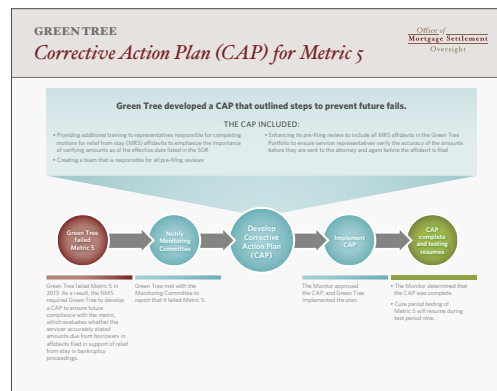 GREEN TREE
Corrective Action Plan (CAP) for Metric 5
Office of
Mortgage Settlement
Oversight
Green Tree developed a CAP that outlined steps to prevent future fails.
THE CAP INCLUDED:
• Providing additional training to representatives responsible for completing
motions for relief from stay (MRS) affidavits to emphasize the importance
of verifying amounts as of the effective date listed in the SOR
• Creating a team that is responsible for all pre-filing reviews
• Enhancing its pre-filing review to include all MRS affidavits in the Green Tree
Portfolio to ensure servicer representatives verify the accuracy of the amounts
before they are sent to the attorney and again before the affidavit is filed
Green Tree
failed
Metric 5
Notify
Monitoring
Committee
Develop
Corrective
Action Plan
(CAP)
Implement
CAP
CAP
complete
and testing
resumes
Green Tree failed Metric 5 in
2013. As a result, the NMS
required Green Tree to develop
a CAP to ensure future
compliance with the metric,
which evaluates whether the
servicer accurately stated
amounts due from borrowers in
affidavits filed in support of relief
from stay in bankruptcy
proceedings.
Green Tree met with the
Monitoring Committee to
report that it failed Metric 5.
The Monitor approved
the CAP, and Green Tree
implemented the plan.
• The Monitor determined that
the CAP was complete.
• Cure period testing of
Metric 5 will resume during
test period nine.